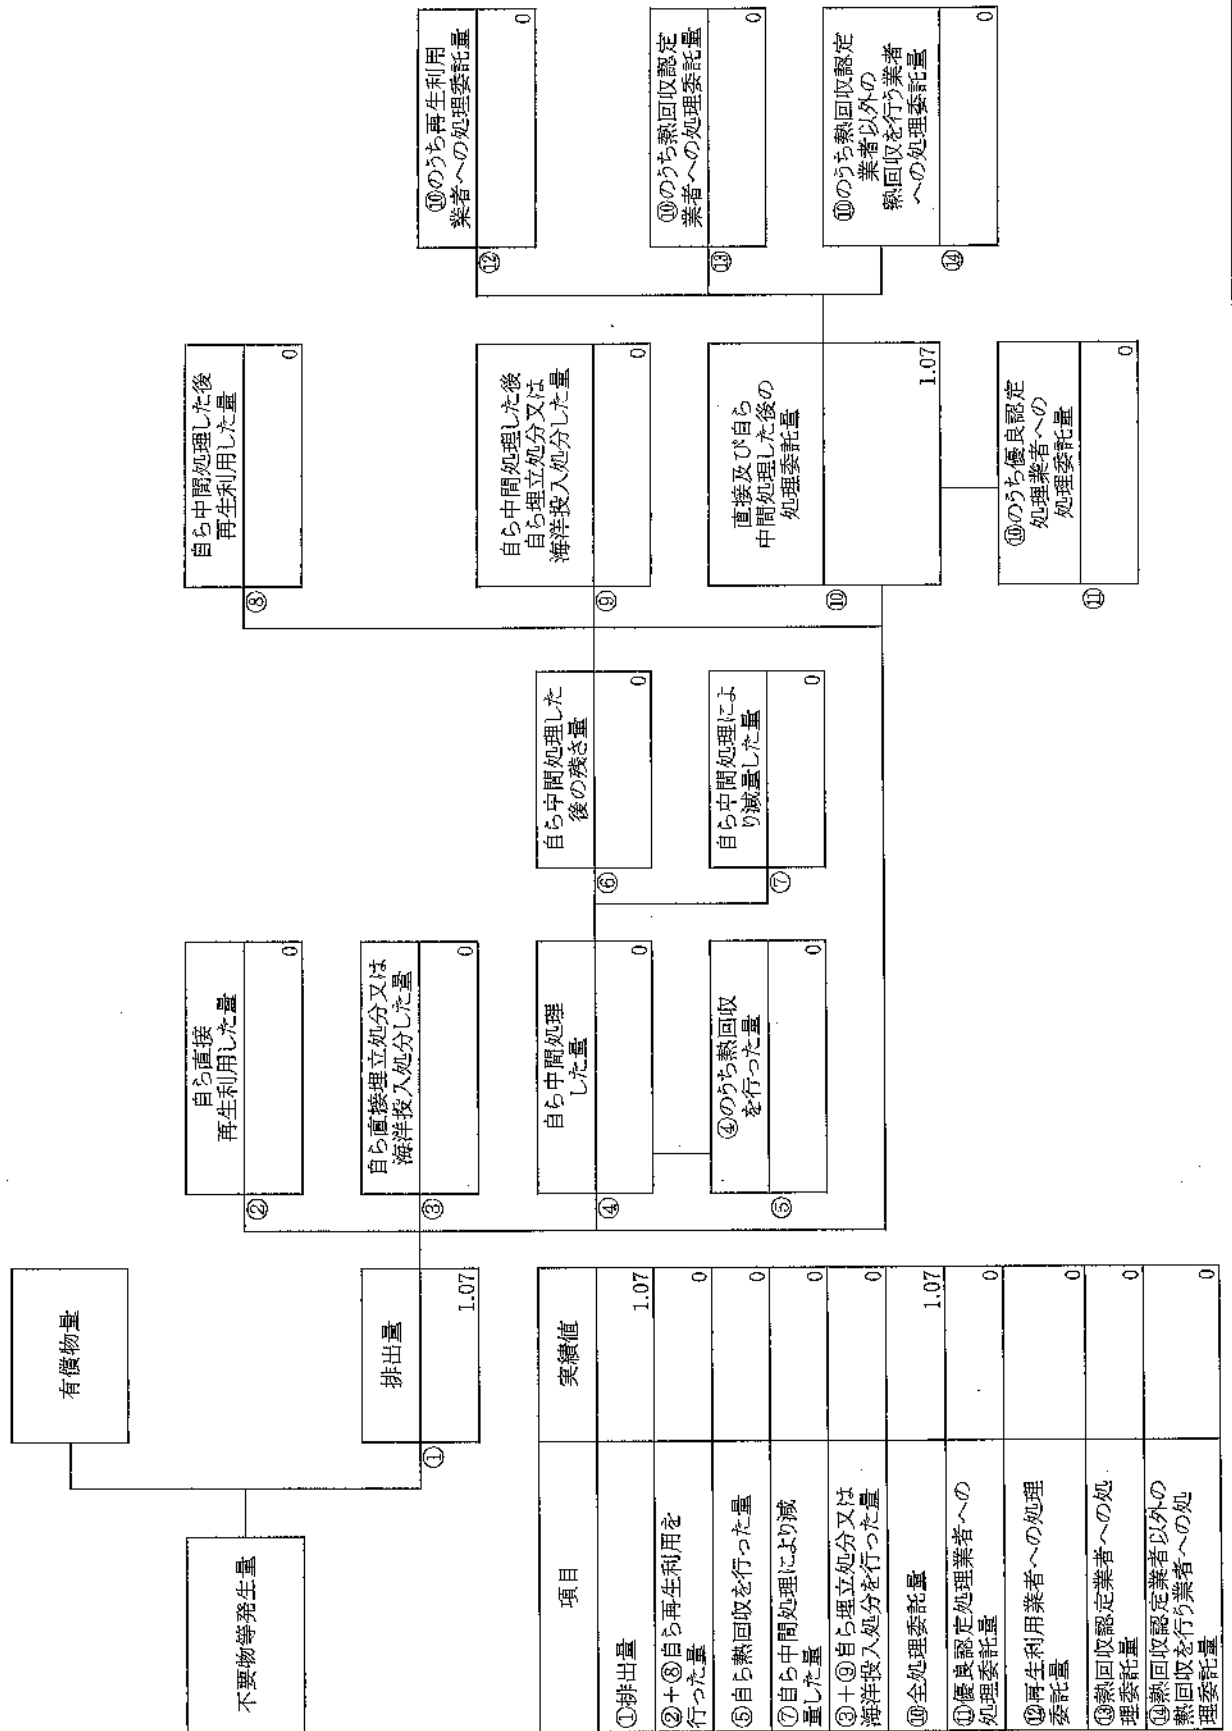 不要物等発生量
有償物量
排出量
①
1.07
自ら直接
再生利用した量
②
0
自ら直接埋立処分又は
海洋投入処分した量
③
0
自ら中間処理
した量
④
0
④のうち熱回収
を行った量
⑤
0
自ら中間処理した
後の残さ量
⑥
0
自ら中間処理によ
り減量した量
⑦
0
自ら中間処理した後
再生利用した量
⑧
0
自ら中間処理した後
自ら埋立処分又は
海洋投入処分した量
⑨
0
直接及び自ら
中間処理した後の
処理委託量
⑩
1.07
⑩のうち優良認定
処理業者への
処理委託量
⑪
0
⑩のうち再生利用
業者への処理委託量
⑫
0
⑩のうち熱回収認定
業者への処理委託量
⑬
0
⑩のうち熱回収認定
業者以外の
熱回収を行う業者
への処理委託量
⑭
0
項目
実績値
①排出量
1.07
②+⑧自ら再生利用を
行った量
0
⑤自ら熱回収を行った量
0
⑦自ら中間処理により減
量した量
0
③+⑨自ら埋立処分又は
海洋投入処分を行った量
0
⑩全処理委託量
1.07
⑪優良認定処理業者への
処理委託量
0
⑫再生利用業者への処理
委託量
0
⑬熱回収認定業者への処
理委託量
0
⑭熱回収認定業者以外の
熱回収を行う業者への処
理委託量
0